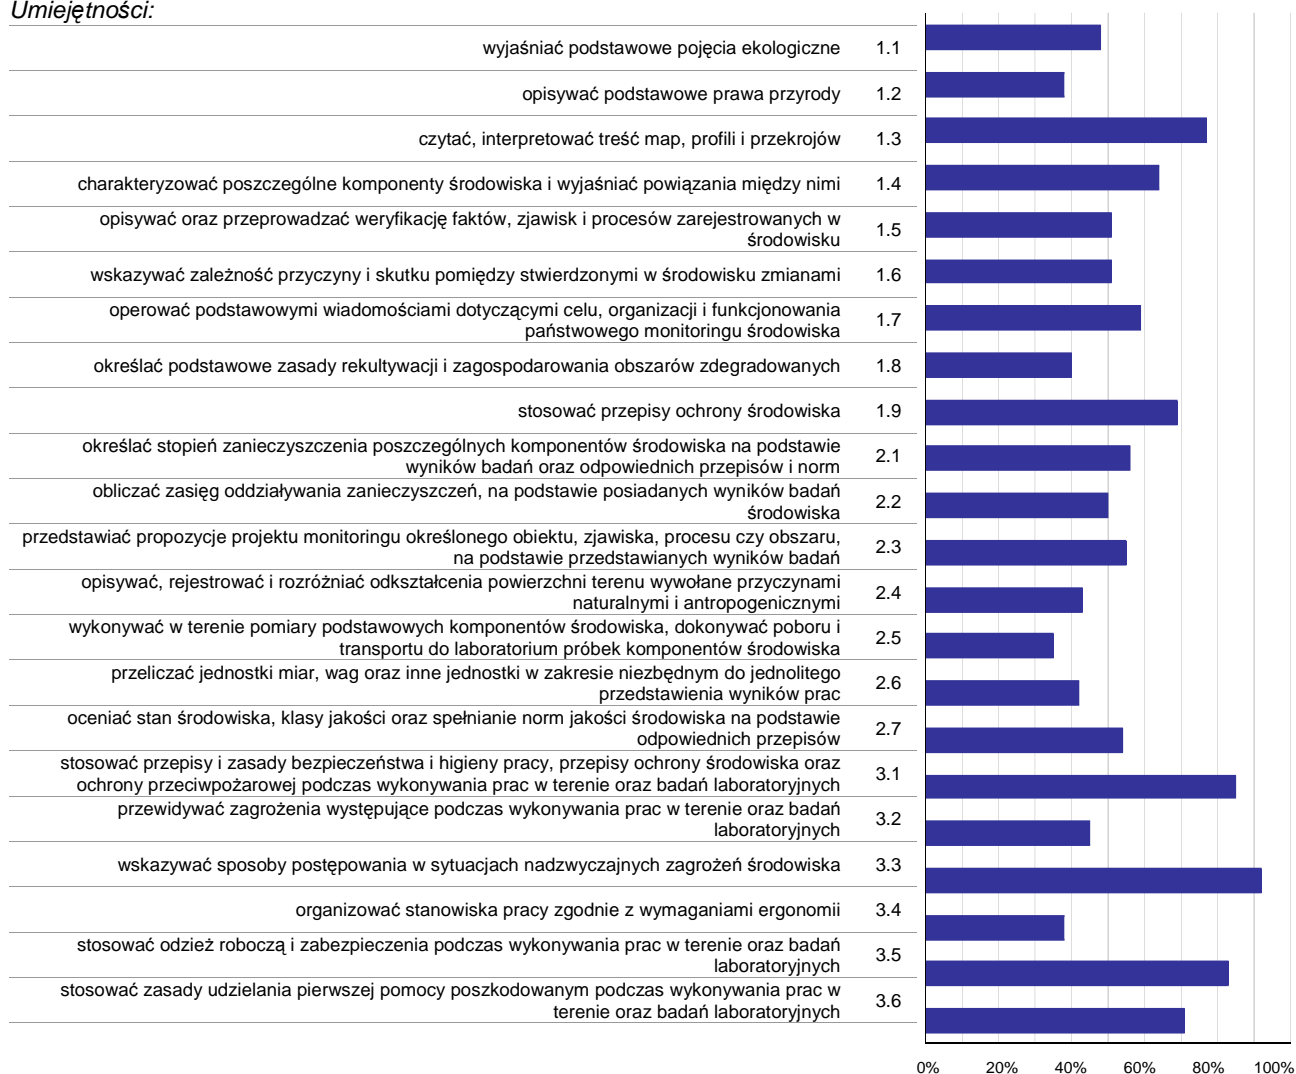 Umiejętności:
wyjaśniać podstawowe pojęcia ekologiczne 1.1
opisywać podstawowe prawa przyrody 1.2
czytać, interpretować treść map, profili i przekrojów 1.3
charakteryzować poszczególne komponenty środowiska i wyjaśniać powiązania między nimi 1.4
opisywać oraz przeprowadzać weryfikację faktów, zjawisk i procesów zarejestrowanych w
środowisku 1.5
wskazywać zależność przyczyny i skutku pomiędzy stwierdzonymi w środowisku zmianami 1.6
operować podstawowymi wiadomościami dotyczącymi celu, organizacji i funkcjonowania
państwowego monitoringu środowiska 1.7
określać podstawowe zasady rekultywacji i zagospodarowania obszarów zdegradowanych 1.8
stosować przepisy ochrony środowiska 1.9
określać stopień zanieczyszczenia poszczególnych komponentów środowiska na podstawie
wyników badań oraz odpowiednich przepisów i norm 2.1
obliczać zasięg oddziaływania zanieczyszczeń, na podstawie posiadanych wyników badań
środowiska 2.2
przedstawiać propozycje projektu monitoringu określonego obiektu, zjawiska, procesu czy obszaru,
na podstawie przedstawianych wyników badań 2.3
opisywać, rejestrować i rozróżniać odkształcenia powierzchni terenu wywołane przyczynami
naturalnymi i antropogenicznymi 2.4
wykonywać w terenie pomiary podstawowych komponentów środowiska, dokonywać poboru i
transportu do laboratorium próbek komponentów środowiska 2.5
przeliczać jednostki miar, wag oraz inne jednostki w zakresie niezbędnym do jednolitego
przedstawienia wyników prac 2.6
oceniać stan środowiska, klasy jakości oraz spełnianie norm jakości środowiska na podstawie
odpowiednich przepisów 2.7
stosować przepisy i zasady bezpieczeństwa i higieny pracy, przepisy ochrony środowiska oraz
ochrony przeciwpożarowej podczas wykonywania prac w terenie oraz badań laboratoryjnych 3.1
przewidywać zagrożenia występujące podczas wykonywania prac w terenie oraz badań
laboratoryjnych 3.2
wskazywać sposoby postępowania w sytuacjach nadzwyczajnych zagrożeń środowiska 3.3
organizować stanowiska pracy zgodnie z wymaganiami ergonomii 3.4
stosować odzież roboczą i zabezpieczenia podczas wykonywania prac w terenie oraz badań
laboratoryjnych 3.5
stosować zasady udzielania pierwszej pomocy poszkodowanym podczas wykonywania prac w
terenie oraz badań laboratoryjnych 3.6
0% 20% 40% 60% 80% 100%